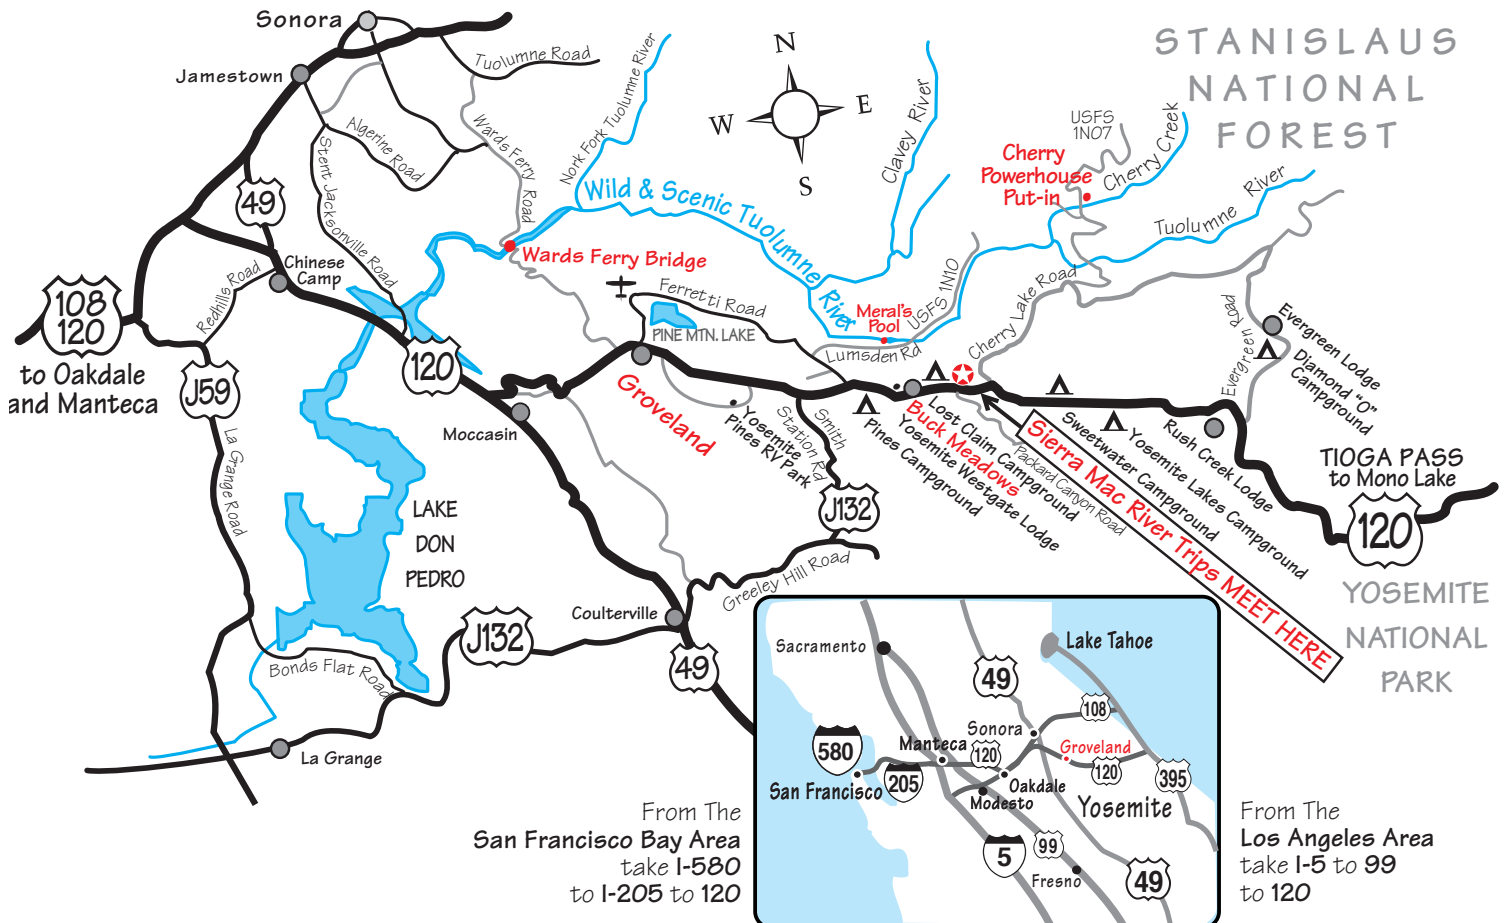 Sonora
Jamestown
Tuolumne Road
Nork Fork Tuolumne River
Algerine Road
Wards Ferry Road
Stent Jacksonville Road
49
Chinese
Camp
Redhills Road
108
120
to Oakdale
and Manteca
J59
La Grange Road
120
Moccasin
N
W
E
S
Clavey River
STANISLAUS
NATIONAL
FOREST
USFS
1N07
Cherry
Powerhouse
Put-in
Cherry Creek
Tuolumne River
Wild & Scenic Tuolumne River
Wards Ferry Bridge
Ferretti Road
PINE MTN. LAKE
Meral's
Pool
USFS 1N10
Lumsden Rd
Cherry Lake Road
Evergreen Road
Evergreen Lodge
Diamond "O"
Campground
Groveland
Yosemite
Pines RV Park
Smith
Station Rd
J132
Pines Campground
Yosemite Westgate Lodge
Buck Meadows
Lost Claim Campground
Packard Canyon Road
Sierra Mac River Trips MEET HERE
Sweetwater Campground
Yosemite Lakes Campground
Rush Creek Lodge
TIOGA PASS
to Mono Lake
120
YOSEMITE
NATIONAL
PARK
LAKE
DON
PEDRO
Greeley Hill Road
Coulterville
J132
49
Bonds Flat Road
La Grange
From The
San Francisco Bay Area
take I-580
to I-205 to 120
Sacramento
Lake Tahoe
49
108
Sonora
Manteca
120
Groveland
120
395
580
205
San Francisco
Oakdale
Modesto
Yosemite
5
99
Fresno
49
From The
Los Angeles Area
take I-5 to 99
to 120